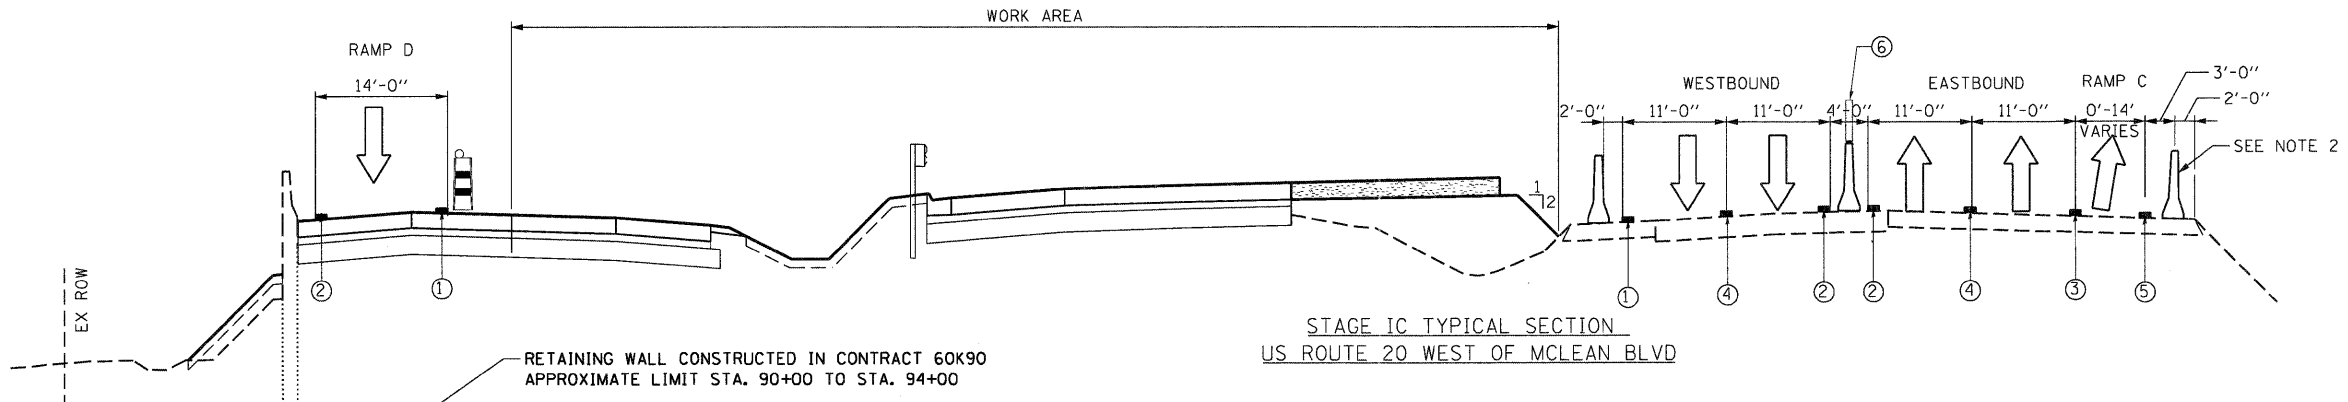 WORK AREA
RAMP D
14'-0"
6
WESTBOUND
EASTBOUND
RAMP C
3'-0"
2'-0"
2'-0"
11'-0"
11'-0"
4'-0"
11'-0"
11'-0"
0'-14'
VARIES
SEE NOTE 2
1
2
2
1
1
4
2
2
4
3
5
EX ROW
STAGE IC TYPICAL SECTION
US ROUTE 20 WEST OF MCLEAN BLVD
RETAINING WALL CONSTRUCTED IN CONTRACT 60K90
APPROXIMATE LIMIT STA. 90+00 TO STA. 94+00